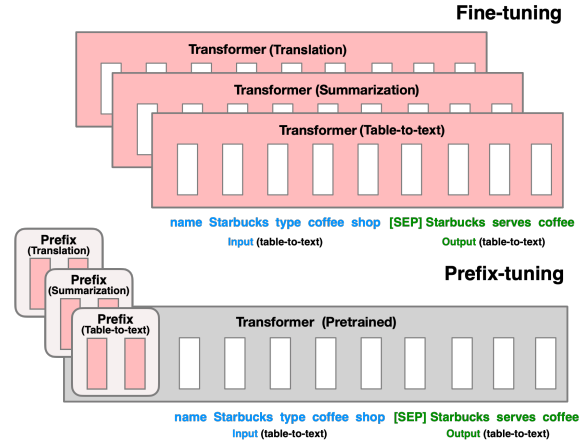 Fine-tuning
Transformer (Translation)
Transformer (Summarization)
Transformer (Table-to-text)
name Starbucks type coffee shop [SEP] Starbucks serves coffee
Input (table-to-text) Output (table-to-text)
Prefix-tuning
Prefix
(Translation)
Prefix
(Summarization)
Prefix
(Table-to-text)
Transformer (Pretrained)
name Starbucks type coffee shop [SEP] Starbucks serves coffee
Input (table-to-text) Output (table-to-text)